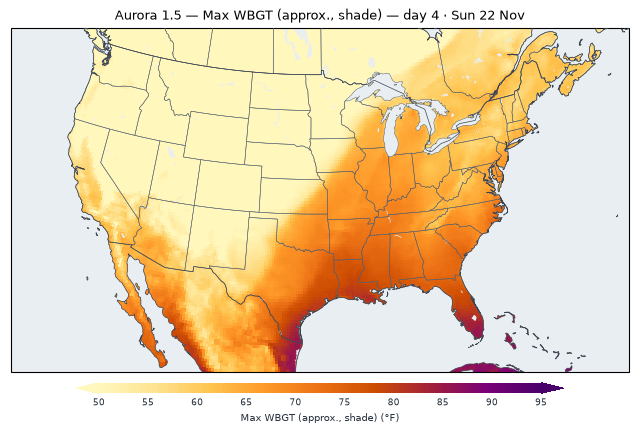 Aurora 1.5 — Max WBGT (approx., shade) — day 4 · Sun 22 Nov
50 55 60 65 70 75 80 85 90 95
Max WBGT (approx., shade) (°F)